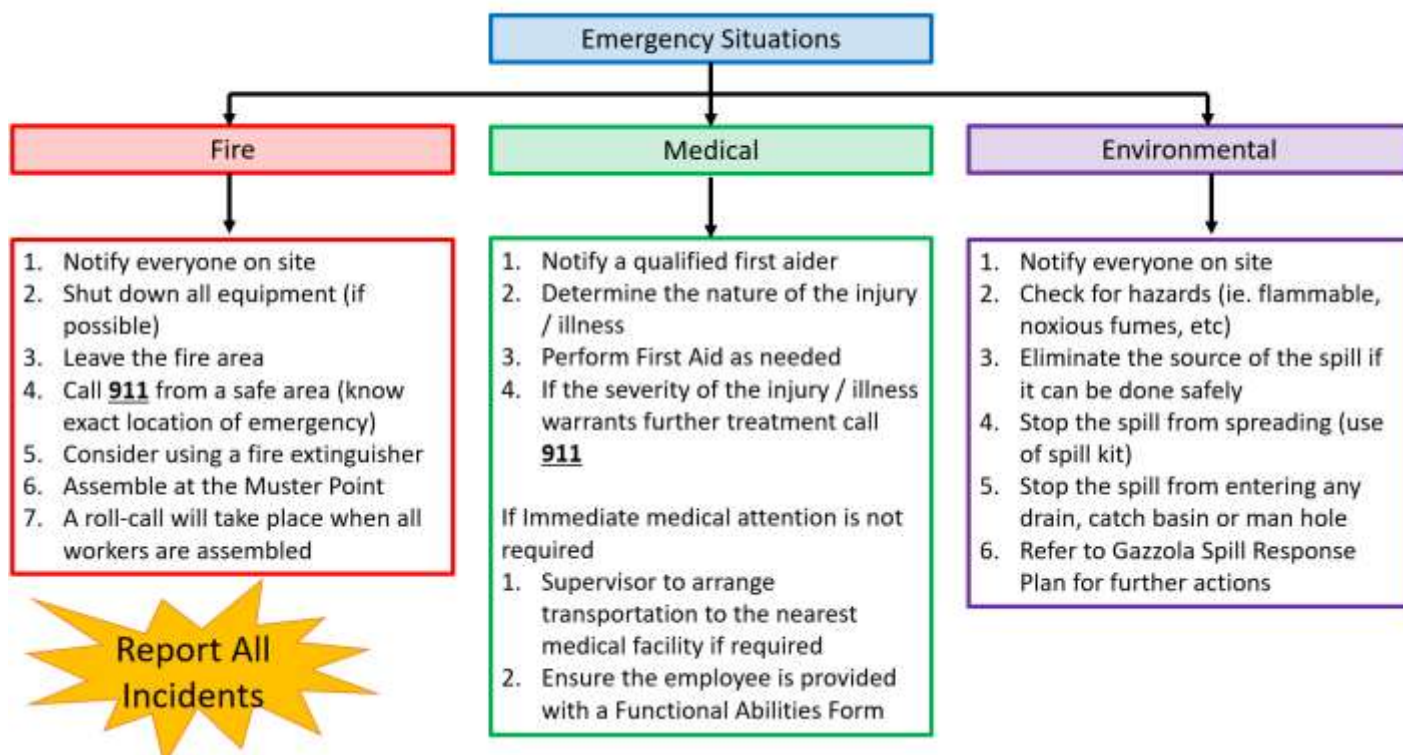 Emergency Situations
Fire
Medical
Environmental
1. Notify everyone on site
2. Shut down all equipment (if
possible)
3. Leave the fire area
4. Call 911 from a safe area (know
exact location of emergency)
5. Consider using a fire extinguisher
6. Assemble at the Muster Point
7. A roll-call will take place when all
workers are assembled
1. Notify a qualified first aider
2. Determine the nature of the injury
/ illness
3. Perform First Aid as needed
4. If the severity of the injury / illness
warrants further treatment call
911
If Immediate medical attention is not
required
1. Supervisor to arrange
transportation to the nearest
medical facility if required
2. Ensure the employee is provided
with a Functional Abilities Form
1. Notify everyone on site
2. Check for hazards (ie. flammable,
noxious fumes, etc)
3. Eliminate the source of the spill if
it can be done safely
4. Stop the spill from spreading (use
of spill kit)
5. Stop the spill from entering any
drain, catch basin or man hole
6. Refer to Gazzola Spill Response
Plan for further actions
Report All
Incidents